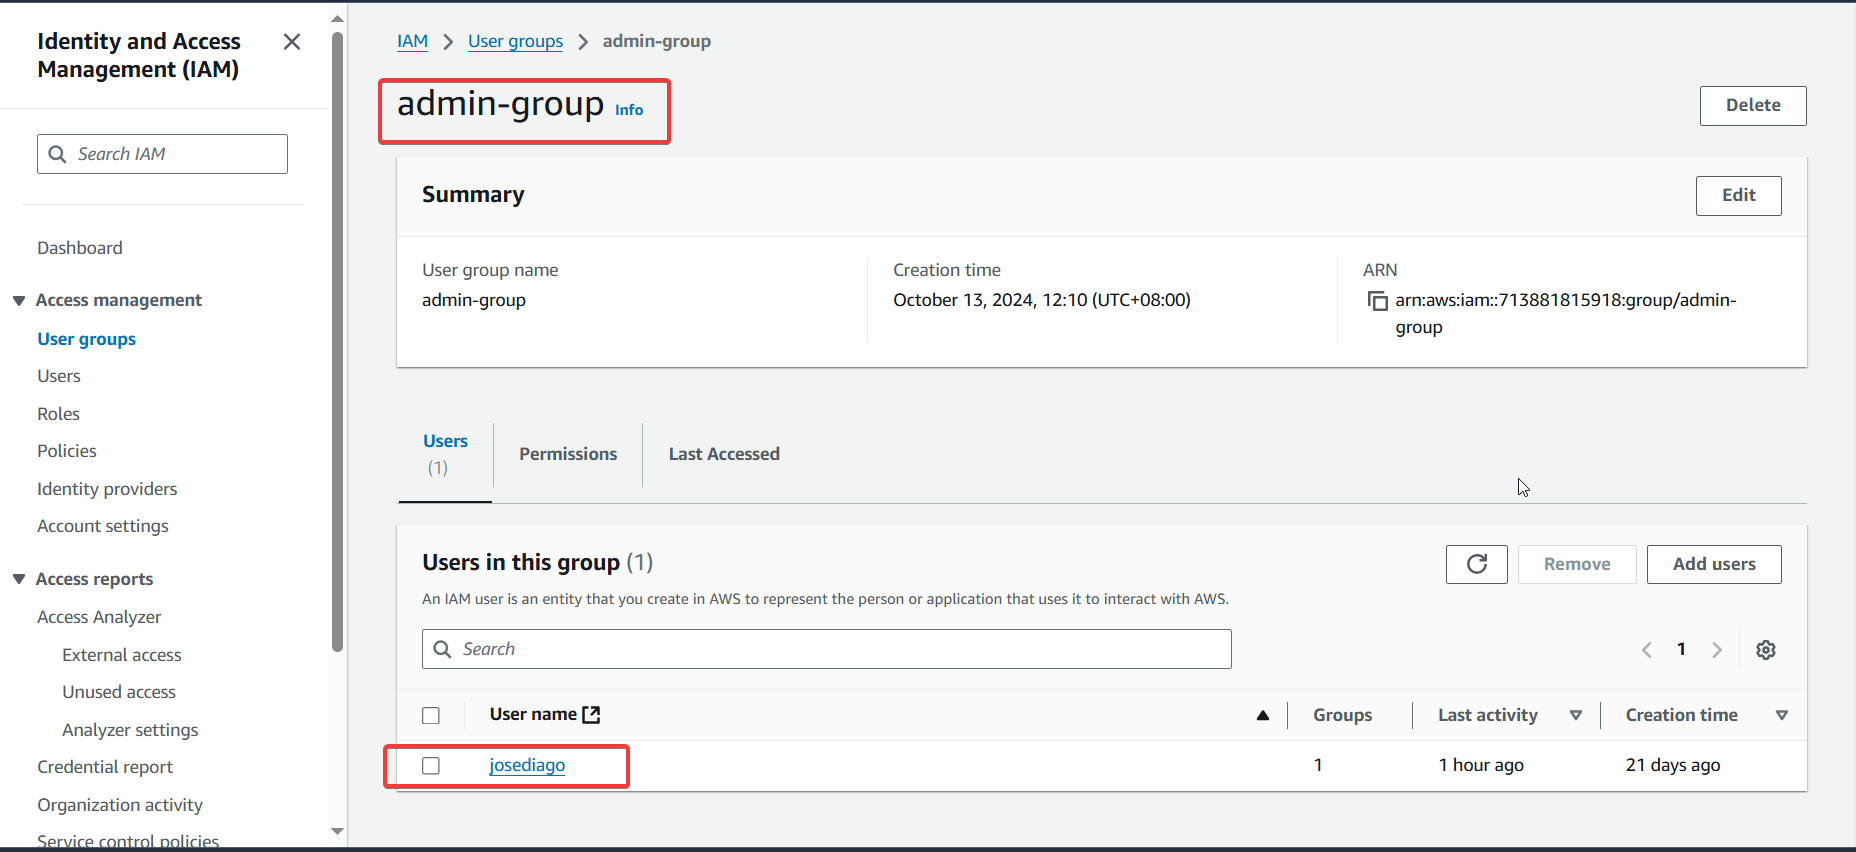 Identity and Access
Management (IAM)
Search IAM
Dashboard
Access management
User groups
Users
Roles
Policies
Identity providers
Account settings
Access reports
Access Analyzer
External access
Unused access
Analyzer settings
Credential report
Organization activity
Service control policies
IAM > User groups > admin-group
admin-group Info
Delete
Summary
Edit
User group name
admin-group
Creation time
October 13, 2024, 12:10 (UTC+08:00)
ARN
arn:aws:iam::713881815918:group/admin-
group
Users
(1)
Permissions
Last Accessed
Users in this group (1)
Remove
Add users
An IAM user is an entity that you create in AWS to represent the person or application that uses it to interact with AWS.
Search
1
User name Groups Last activity Creation time
josediago 1 1 hour ago 21 days ago